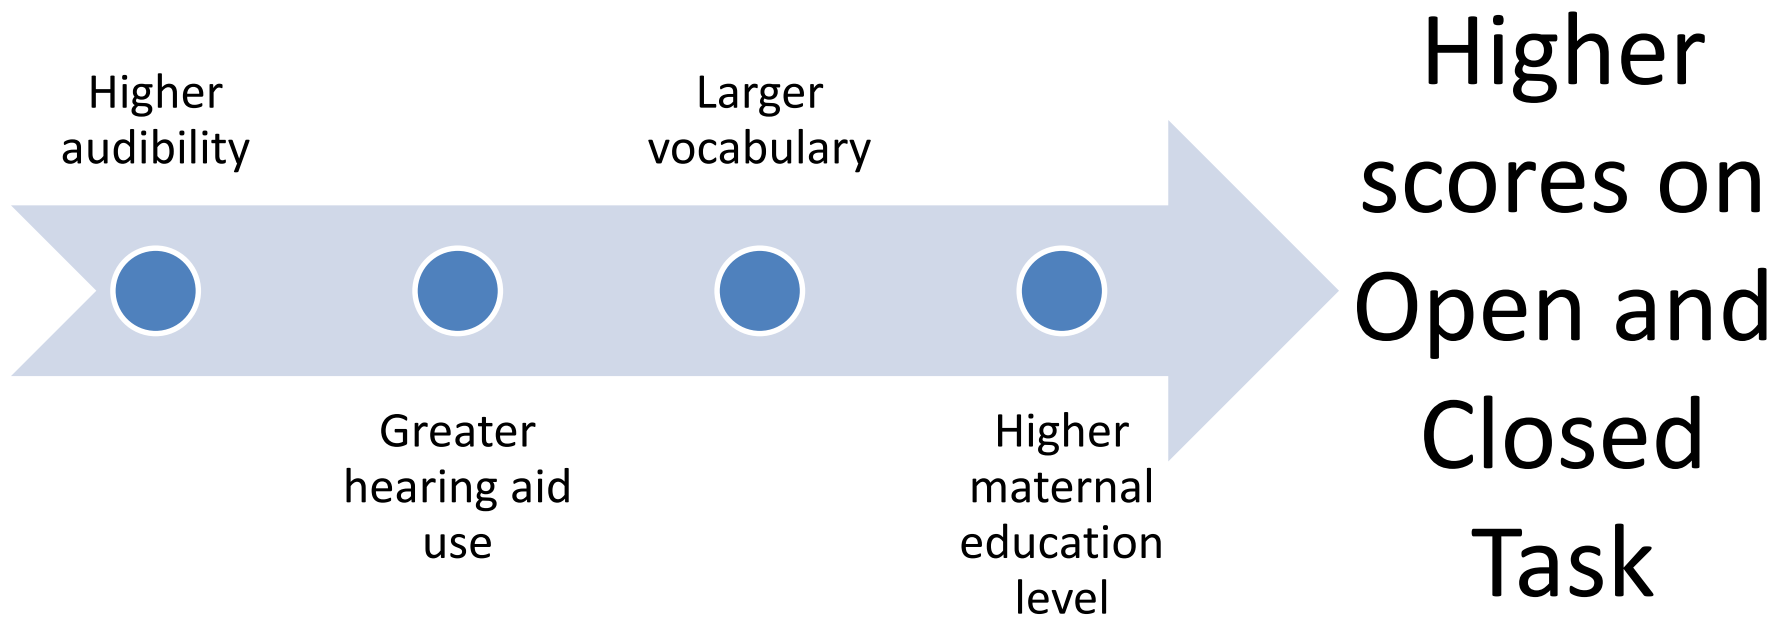 Higher
audibility
Greater
hearing aid
use
Larger
vocabulary
Higher
maternal
education
level
Higher
scores on
Open and
Closed
Task